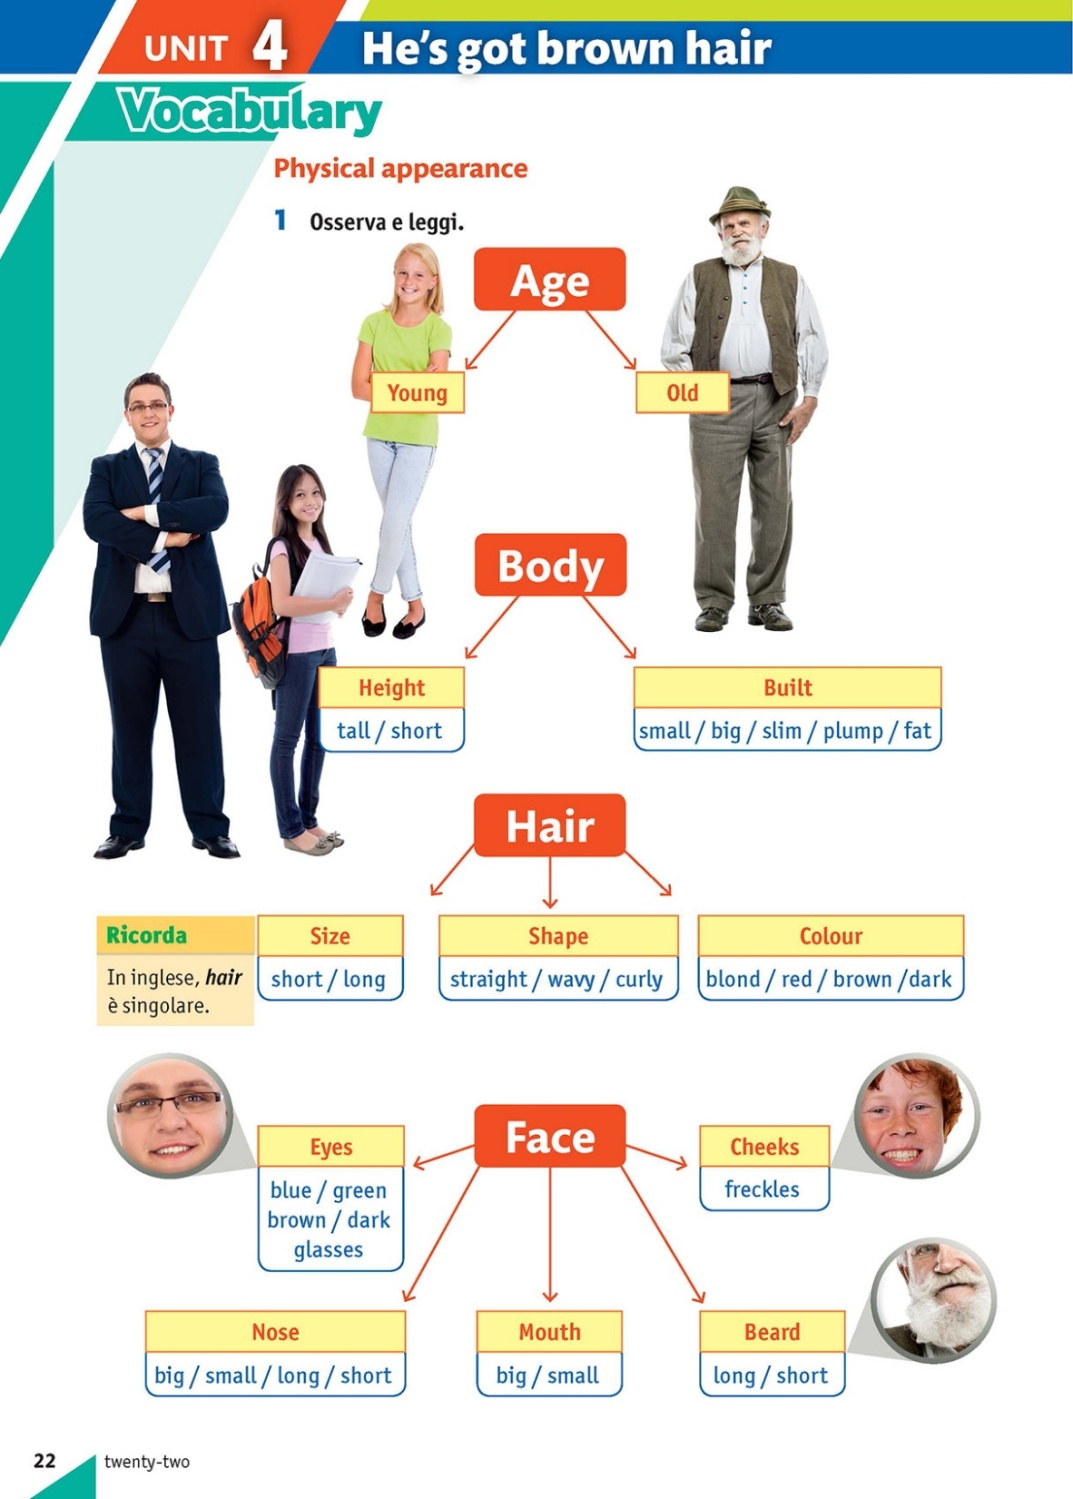 UNIT 4 He's got brown hair
Vocabulary
Physical appearance
1 Osserva e leggi.
Age
Young
Old
Body
Height
tall / short
Built
small / big / slim / plump / fat
Hair
Ricorda
In inglese, hair
è singolare.
Size
short / long
Shape
straight / wavy / curly
Colour
blond / red / brown /dark
Face
Eyes
blue / green
brown / dark
glasses
Cheeks
freckles
Nose
big / small / long / short
Mouth
big / small
Beard
long / short
22 twenty-two